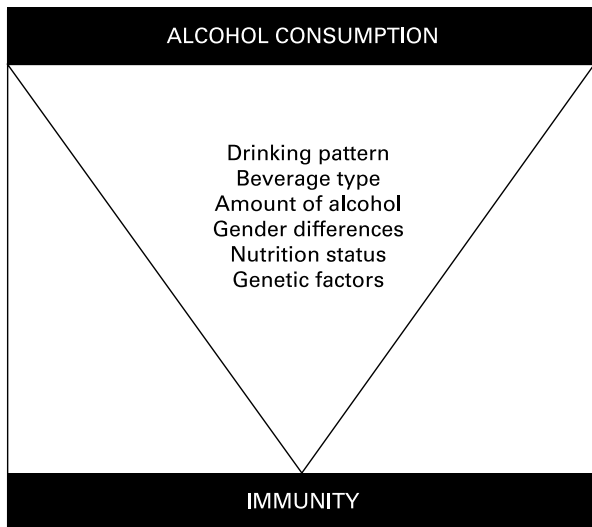 ALCOHOL CONSUMPTION
Drinking pattern
Beverage type
Amount of alcohol
Gender differences
Nutrition status
Genetic factors
IMMUNITY